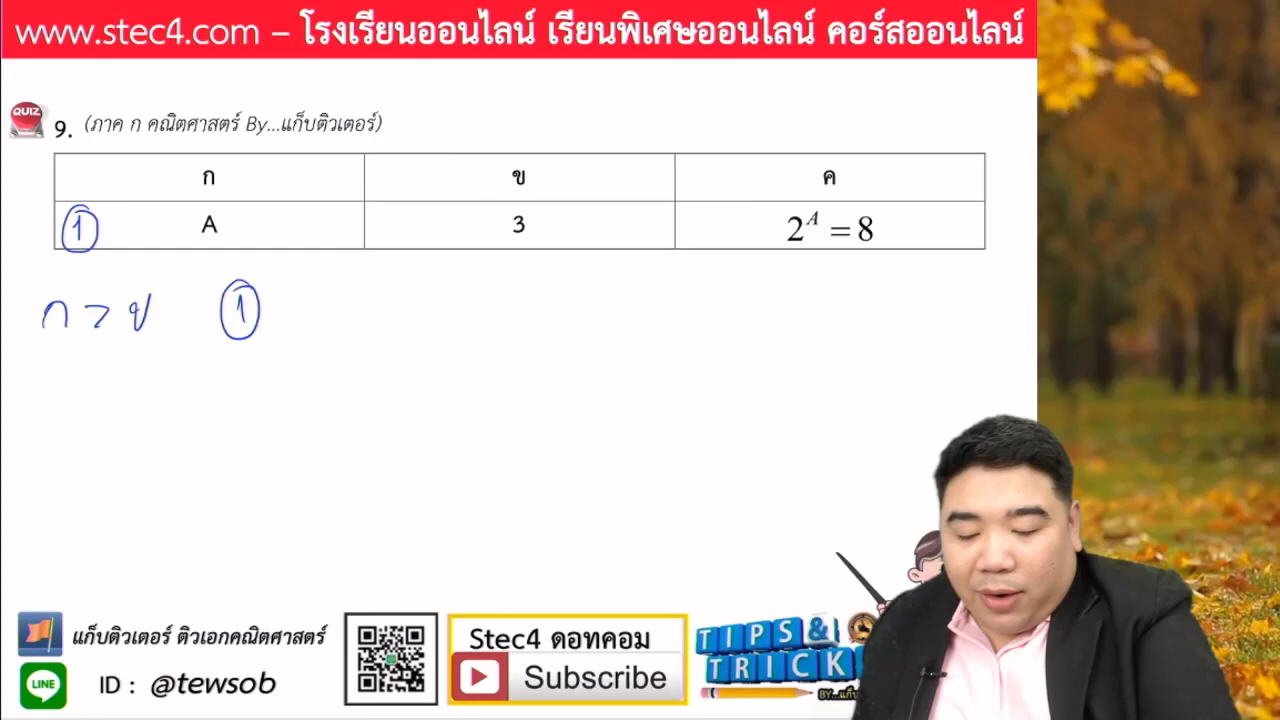 www.stec4.com – โรงเรียนออนไลน์ เรียนพิเศษออนไลน์ คอร์สออนไลน์
QUIZ
9. (ภาค ก คณิตศาสตร์ By...แก็บติวเตอร์)
ก ข ค
① A 3 2^A = 8
ก > ข ①
แก็บติวเตอร์ ติวเอกคณิตศาสตร์
LINE ID : @tewsob
Stec4 ดอทคอม
Subscribe
TIPS &
TRICK